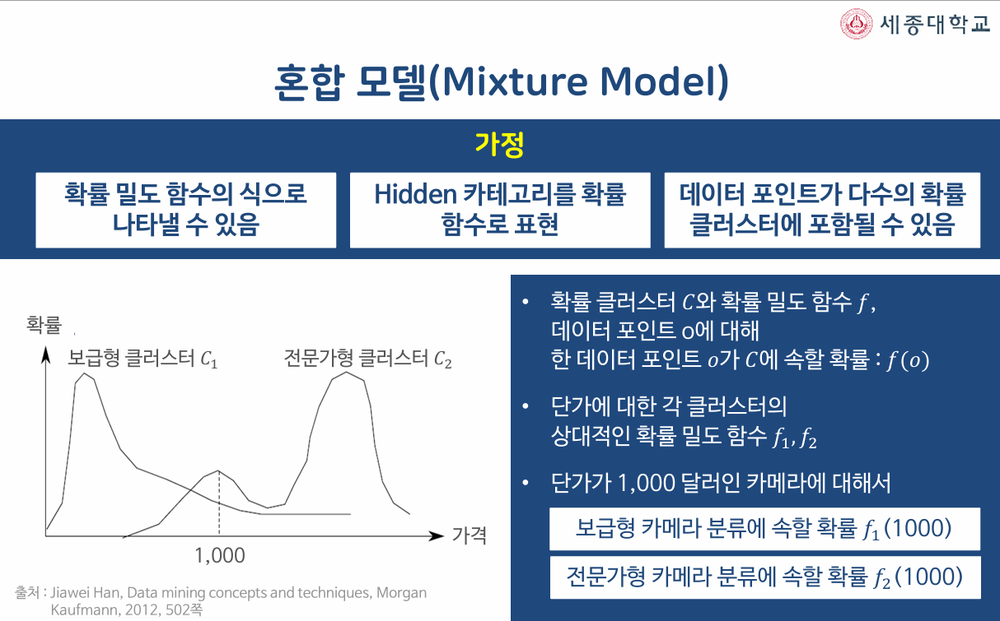 세종대학교
혼합 모델(Mixture Model)
가정
확률 밀도 함수의 식으로
나타낼 수 있음
Hidden 카테고리를 확률
함수로 표현
데이터 포인트가 다수의 확률
클러스터에 포함될 수 있음
확률
보급형 클러스터 C₁
전문가형 클러스터 C₂
가격
1,000
출처 : Jiawei Han, Data mining concepts and techniques, Morgan
Kaufmann, 2012, 502쪽
• 확률 클러스터 C와 확률 밀도 함수 f,
데이터 포인트 o에 대해
한 데이터 포인트 o가 C에 속할 확률 : f(o)
• 단가에 대한 각 클러스터의
상대적인 확률 밀도 함수 f₁, f₂
• 단가가 1,000 달러인 카메라에 대해서
보급형 카메라 분류에 속할 확률 f₁(1000)
전문가형 카메라 분류에 속할 확률 f₂(1000)